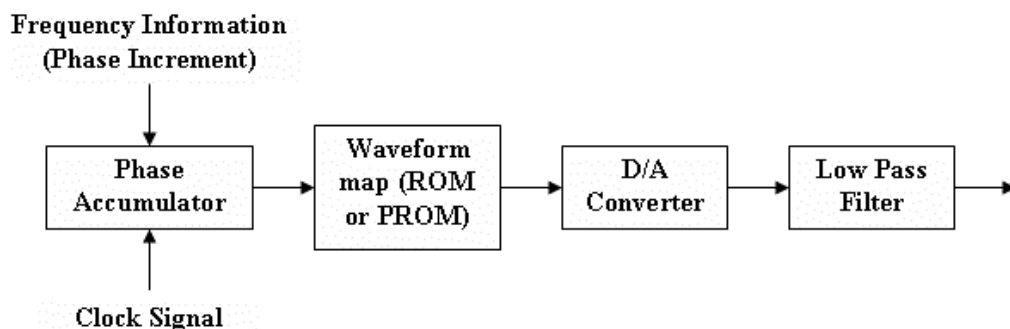 Frequency Information
(Phase Increment)
Phase
Accumulator
Waveform
map (ROM
or PROM)
D/A
Converter
Low Pass
Filter
Clock Signal